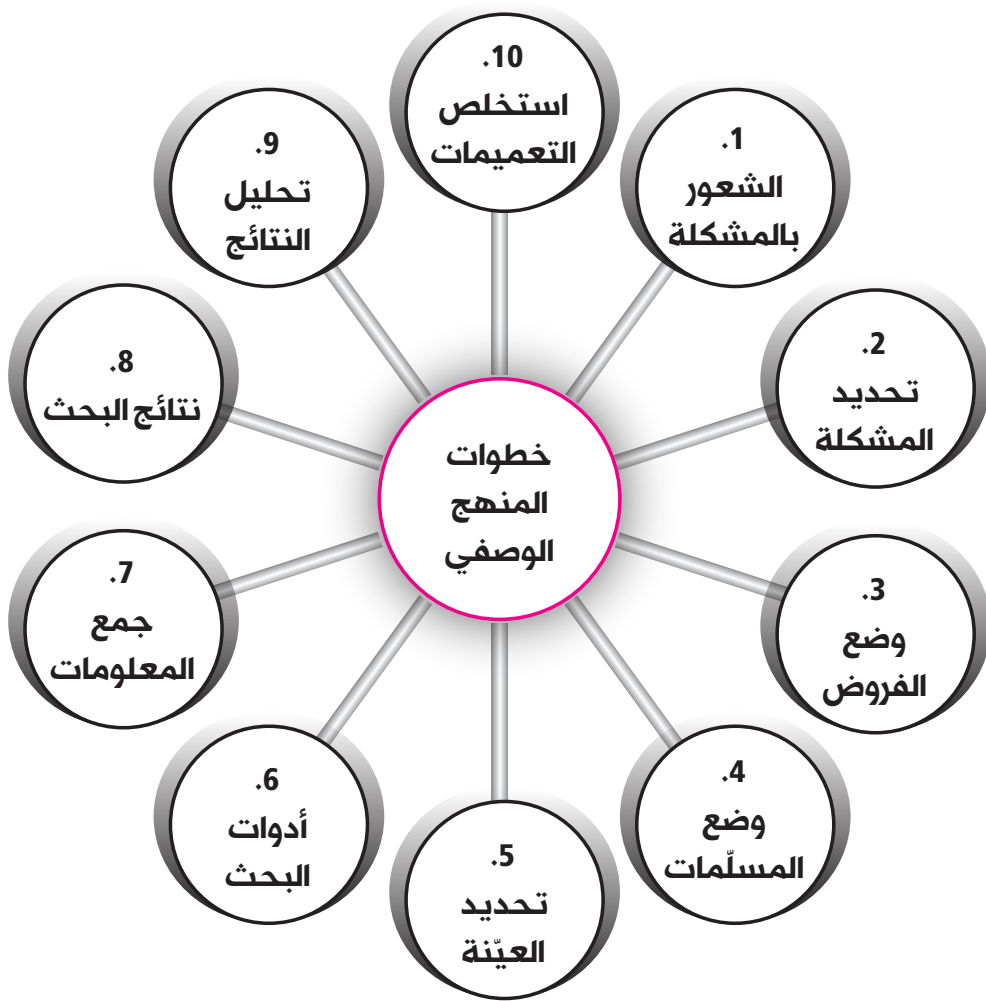 خطوات
المنهج
الوصفي
.1
الشعور
بالمشكلة
.2
تحديد
المشكلة
.3
وضع
الفروض
.4
وضع
المسلّمات
.5
تحديد
العيّنة
.6
أدوات
البحث
.7
جمع
المعلومات
.8
نتائج البحث
.9
تحليل
النتائج
.10
استخلص
التعميمات